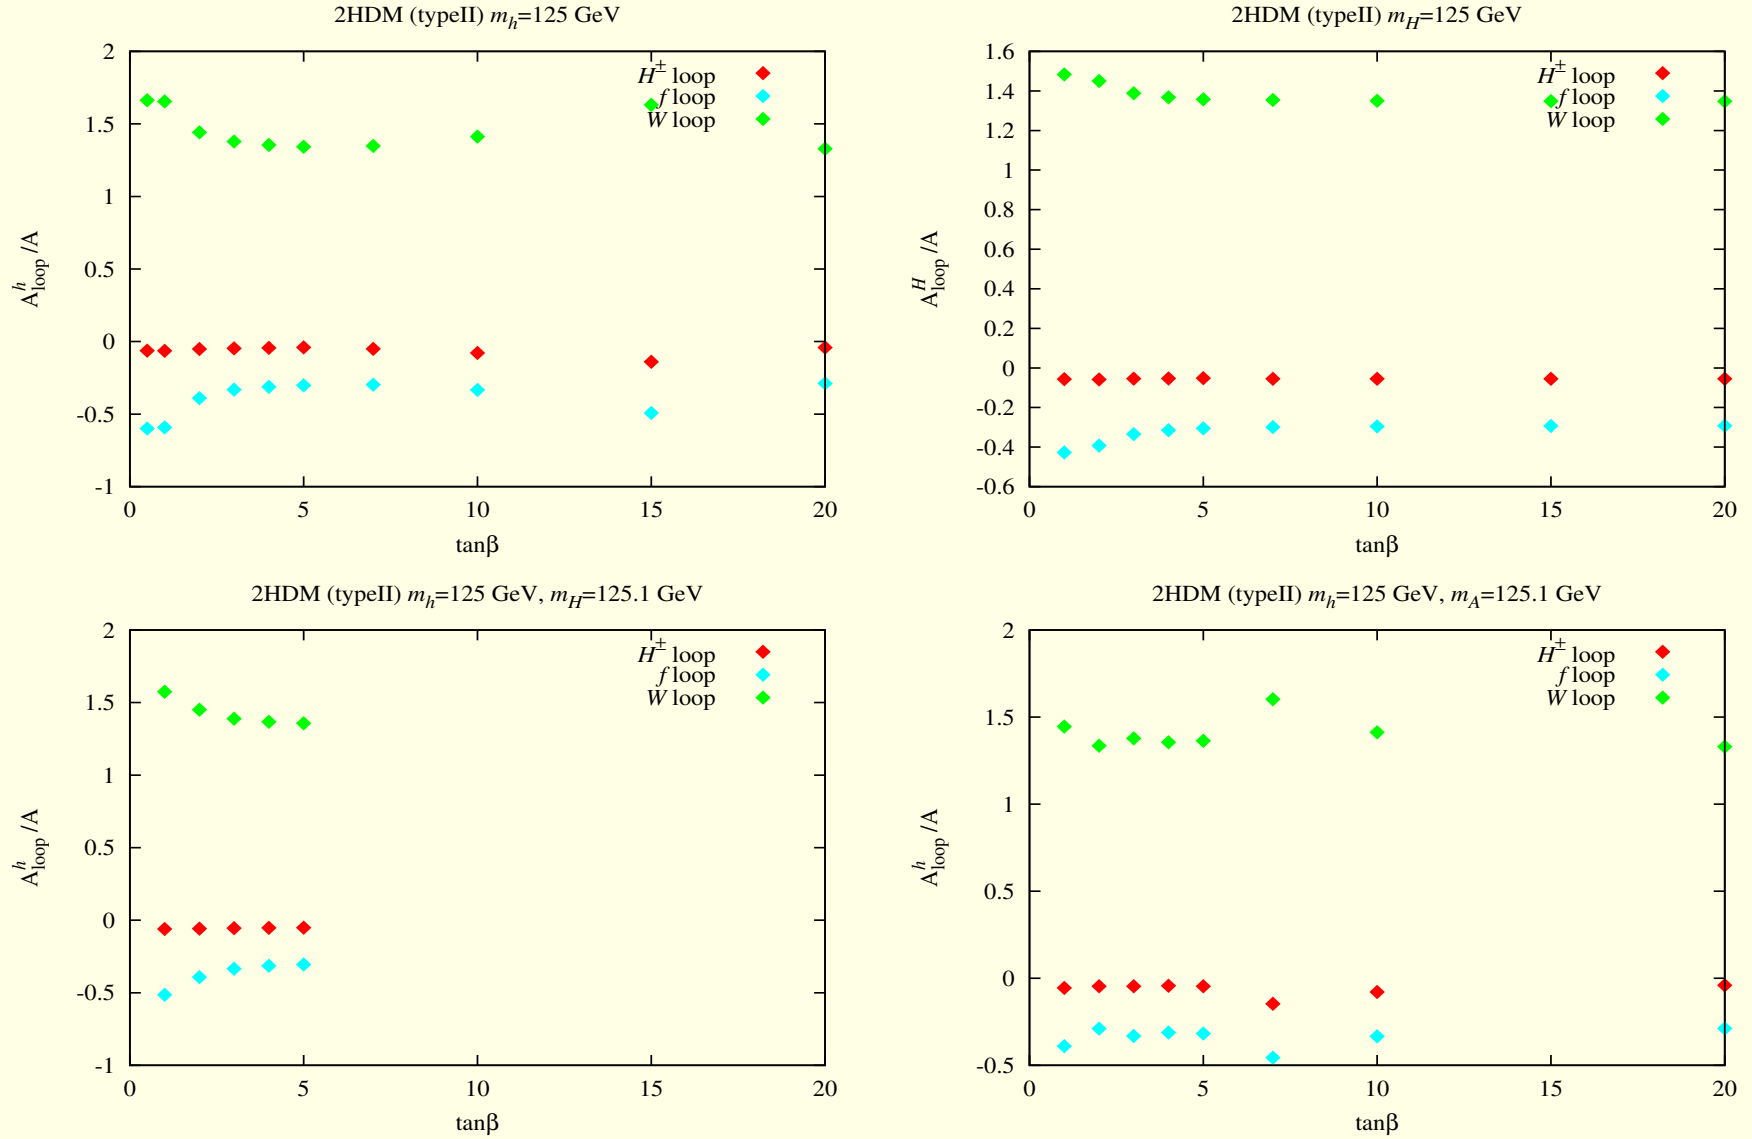 2HDM (typeII) m_h=125 GeV
2
1.5
1
0.5
0
-0.5
-1
0 5 10 15 20
tanβ
A^h_loop /A
H± loop
f loop
W loop
2HDM (typeII) m_H=125 GeV
1.6
1.4
1.2
1
0.8
0.6
0.4
0.2
0
-0.2
-0.4
-0.6
0 5 10 15 20
tanβ
A^H_loop /A
H± loop
f loop
W loop
2HDM (typeII) m_h=125 GeV, m_H=125.1 GeV
2
1.5
1
0.5
0
-0.5
-1
0 5 10 15 20
tanβ
A^h_loop /A
H± loop
f loop
W loop
2HDM (typeII) m_h=125 GeV, m_A=125.1 GeV
2
1.5
1
0.5
0
-0.5
0 5 10 15 20
tanβ
A^h_loop /A
H± loop
f loop
W loop